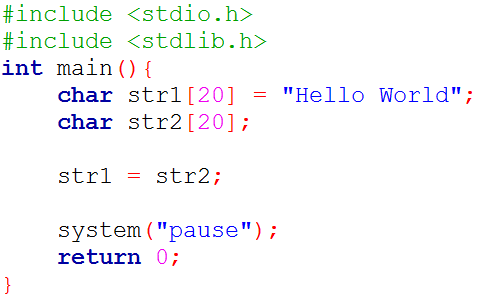 #include <stdio.h>
#include <stdlib.h>
int main(){
    char str1[20] = "Hello World";
    char str2[20];

    str1 = str2;

    system("pause");
    return 0;
}